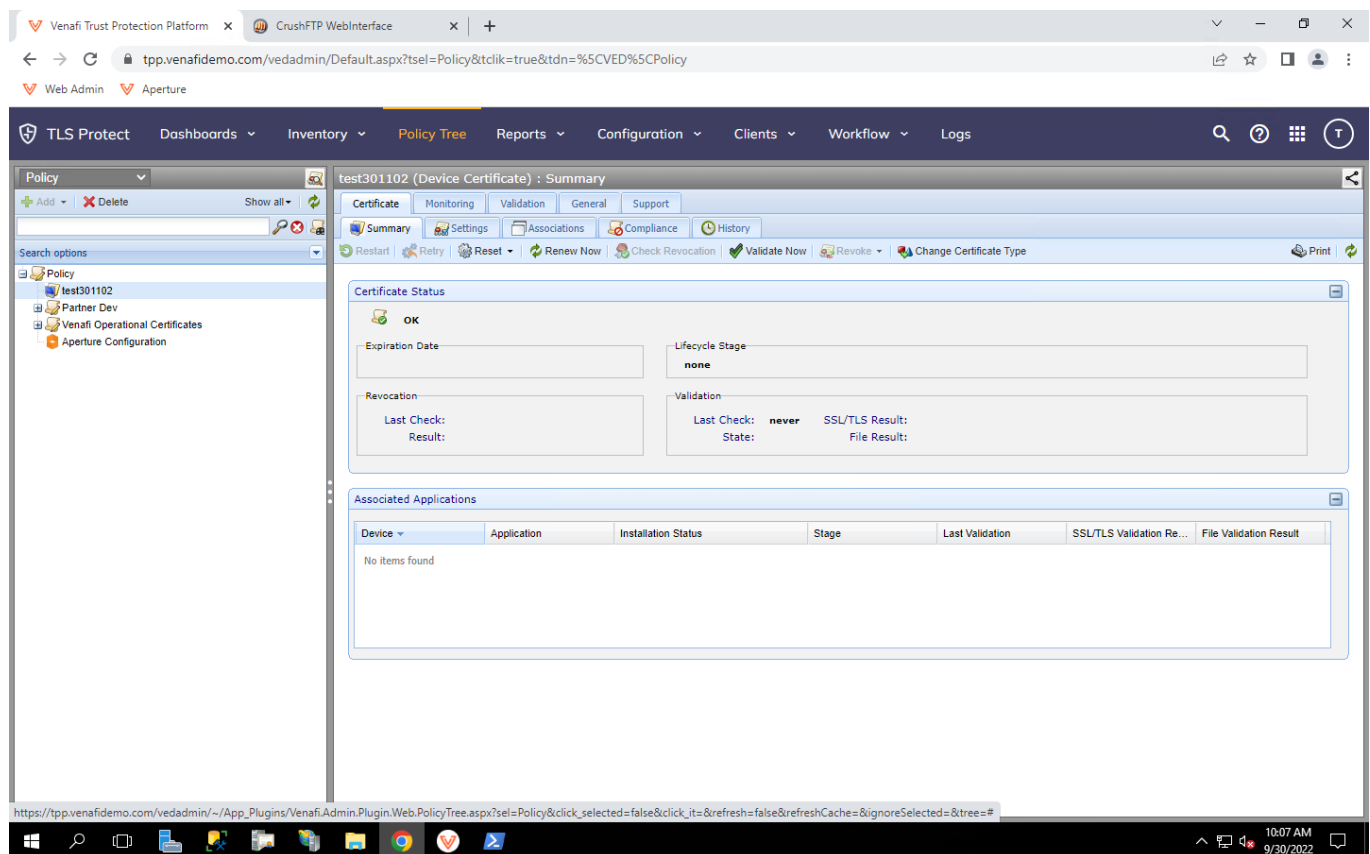 Venafi Trust Protection Platform
CrushFTP WebInterface
tpp.venafidemo.com/vedadmin/Default.aspx?tsel=Policy&tclik=true&tdn=%5CVED%5CPolicy
Web Admin Aperture
TLS Protect Dashboards Inventory Policy Tree Reports Configuration Clients Workflow Logs T
Policy
Add Delete Show all
Search options
Policy
test301102
Partner Dev
Venafi Operational Certificates
Aperture Configuration
test301102 (Device Certificate) : Summary
Certificate Monitoring Validation General Support
Summary Settings Associations Compliance History
Restart Retry Reset Renew Now Check Revocation Validate Now Revoke Change Certificate Type Print
Certificate Status
OK
Expiration Date Lifecycle Stage
none
Revocation Validation
Last Check: Last Check: never SSL/TLS Result:
Result: State: File Result:
Associated Applications
Device Application Installation Status Stage Last Validation SSL/TLS Validation Re... File Validation Result
No items found
https://tpp.venafidemo.com/vedadmin/~/App_Plugins/Venafi.Admin.Plugin.Web.PolicyTree.aspx?sel=Policy&click_selected=false&click_it=&refresh=false&refreshCache=&ignoreSelected=&tree=#
10:07 AM
9/30/2022